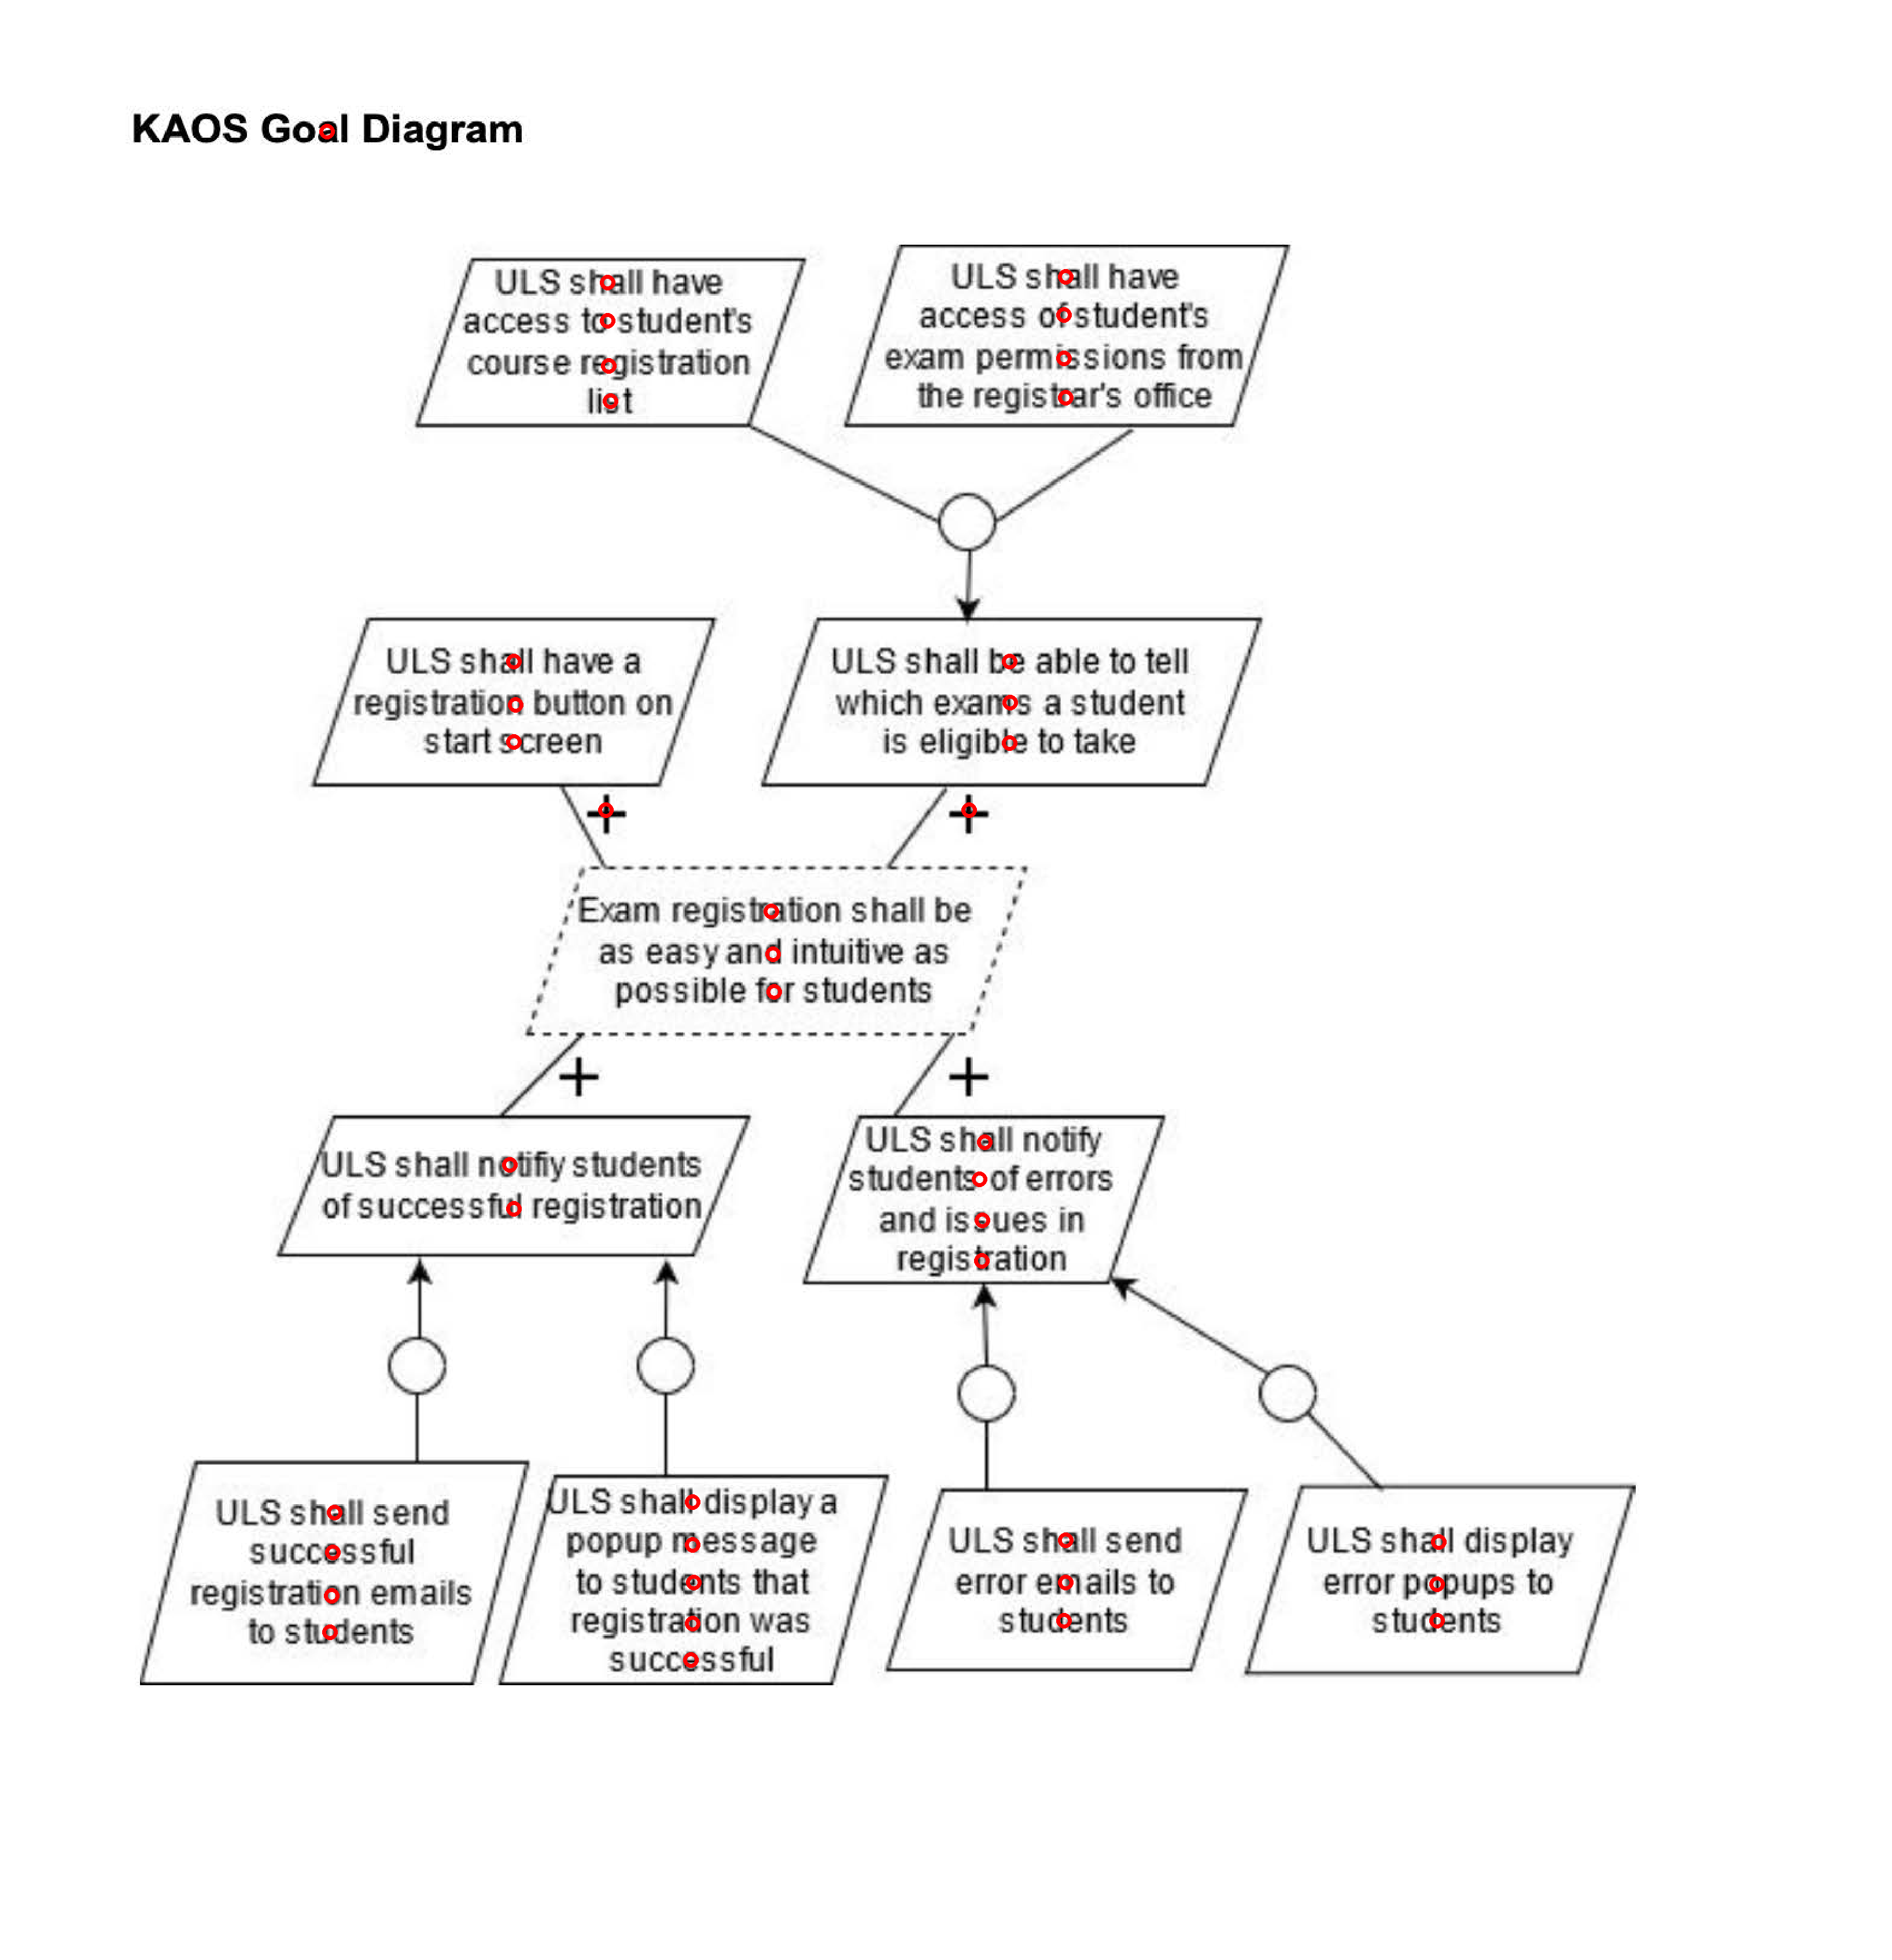 KAOS Goal Diagram
ULS shall have
access to student's
course registration
list
ULS shall have
access of student's
exam permissions from
the registrar's office
ULS shall have a
registration button on
start screen
ULS shall be able to tell
which exams a student
is eligible to take
+
+
Exam registration shall be
as easy and intuitive as
possible for students
+
+
ULS shall notifiy students
of successful registration
ULS shall notify
students of errors
and issues in
registration
ULS shall send
successful
registration emails
to students
ULS shall display a
popup message
to students that
registration was
successful
ULS shall send
error emails to
students
ULS shall display
error popups to
students